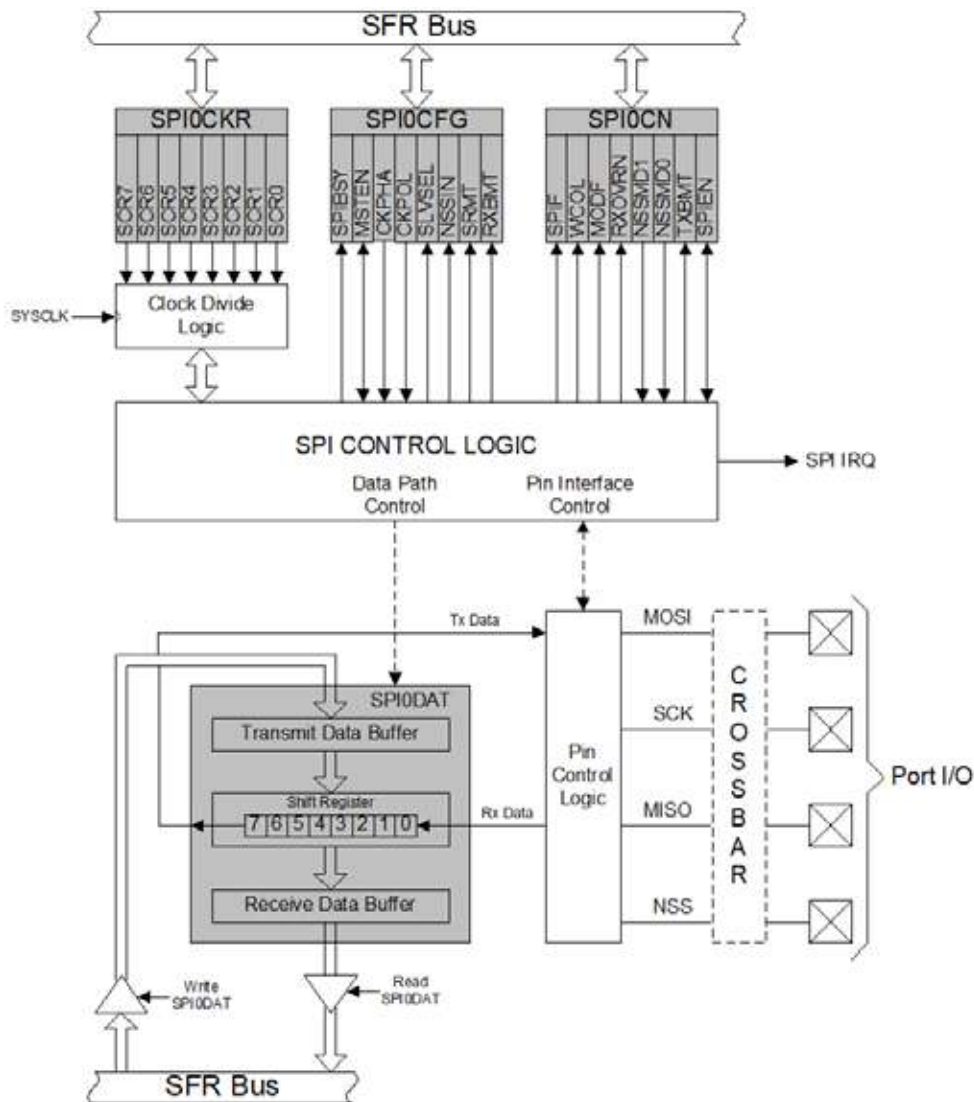 SFR Bus
SPI0CKR
SCR7
SCR6
SCR5
SCR4
SCR3
SCR2
SCR1
SCR0
SPI0CFG
SPIBSY
MSTEN
CKPHA
CKPOL
SLVSEL
NSSIN
SRMT
RXBMT
SPI0CN
SPIF
WCOL
MODF
RXOVRN
NSSMD1
NSSMD0
TXBMT
SPIEN
SYSCLK
Clock Divide
Logic
SPI CONTROL LOGIC
Data Path
Control
Pin Interface
Control
SPI IRQ
Tx Data
SPI0DAT
Transmit Data Buffer
Shift Register
7 6 5 4 3 2 1 0
Rx Data
Receive Data Buffer
Pin
Control
Logic
MOSI
SCK
MISO
NSS
CROSSBAR
Port I/O
Write
SPI0DAT
Read
SPI0DAT
SFR Bus